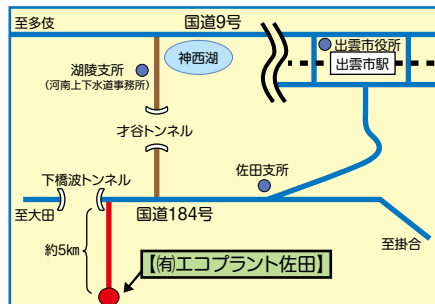 至多伎
国道9号
湖陵支所
(河南上下水道事務所)
神西湖
出雲市役所
出雲市駅
才谷トンネル
下橋波トンネル
佐田支所
至大田
国道184号
至掛合
約5km
【㈲エコプラント佐田】